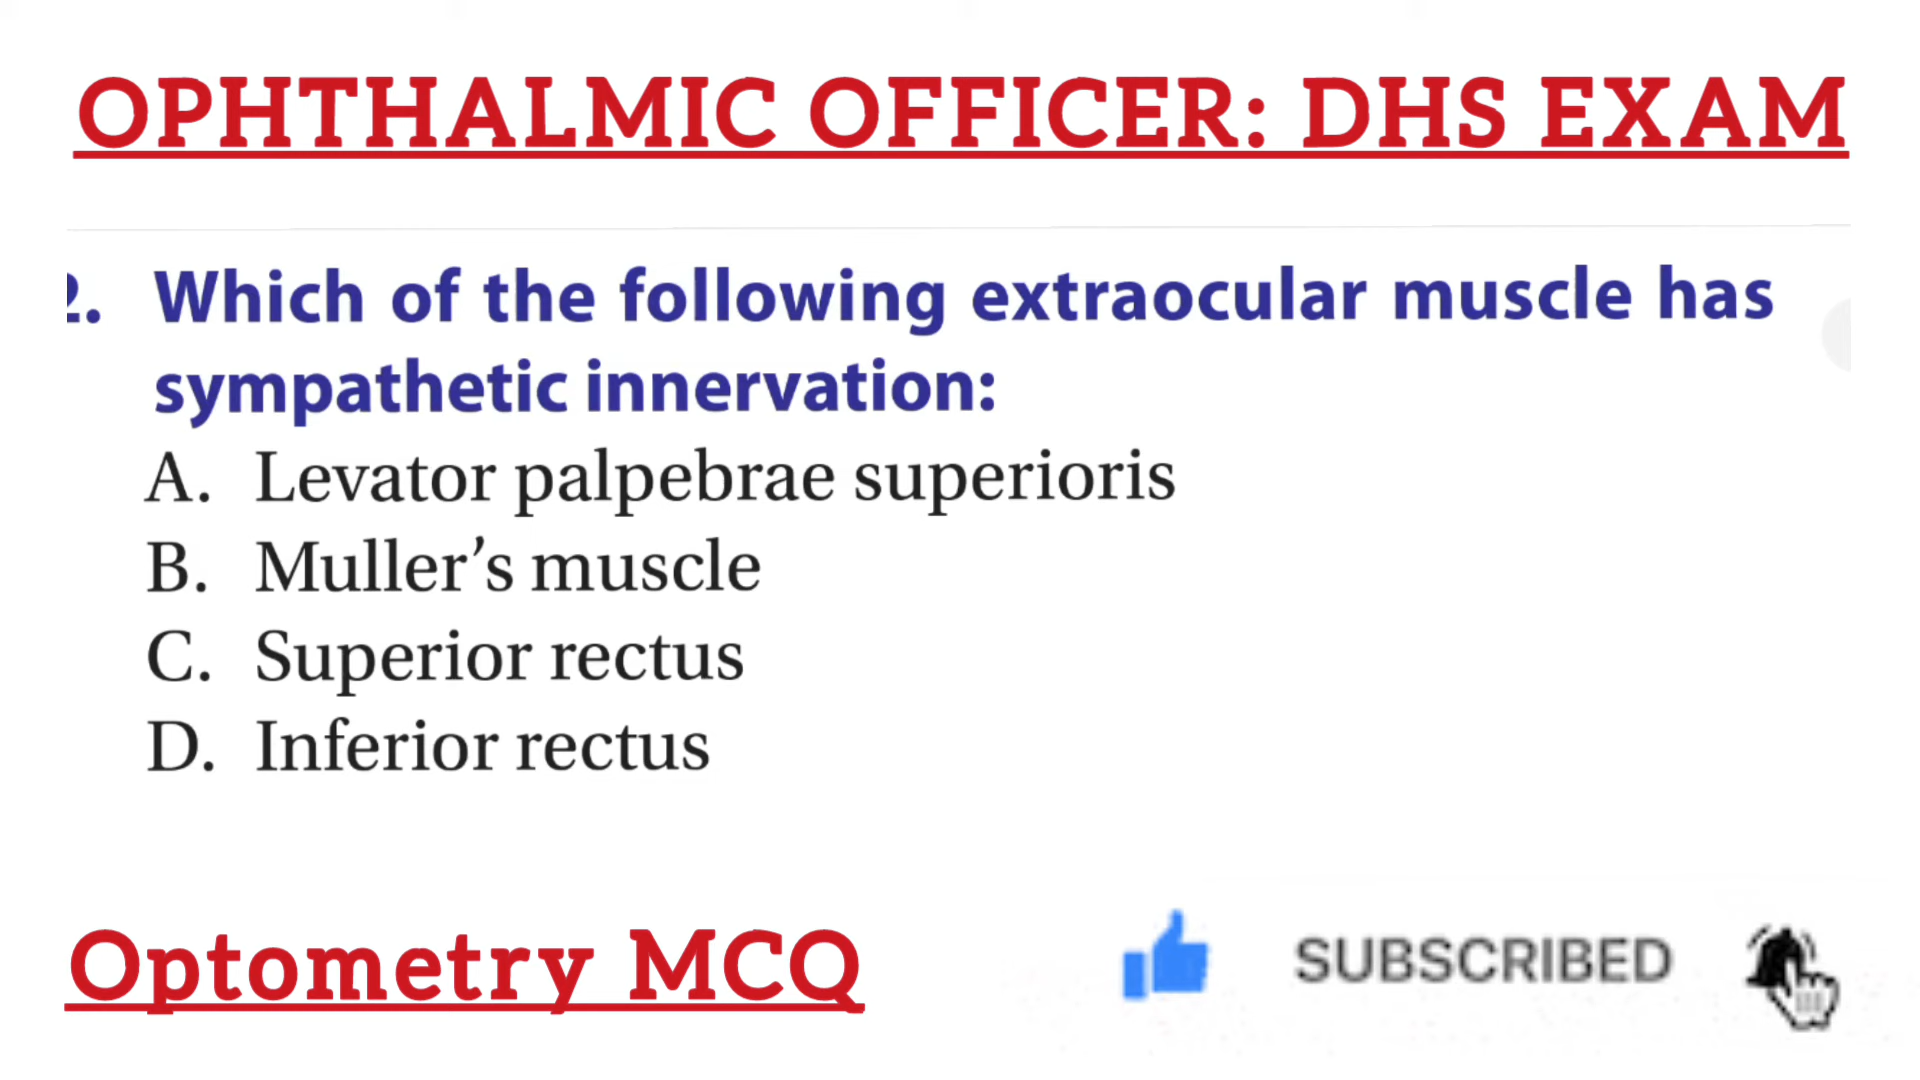 OPHTHALMIC OFFICER: DHS EXAM
2. Which of the following extraocular muscle has
sympathetic innervation:
A. Levator palpebrae superioris
B. Muller’s muscle
C. Superior rectus
D. Inferior rectus
Optometry MCQ
SUBSCRIBED